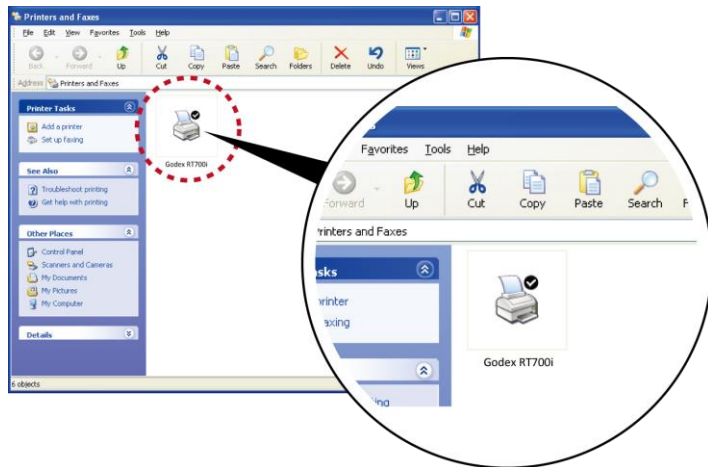 Printers and Faxes
File Edit View Favorites Tools Help
Back Forward Up Cut Copy Paste Search Folders Delete Undo Views
Address Printers and Faxes
Printer Tasks
Add a printer
Set up faxing
See Also
Troubleshoot printing
Get help with printing
Other Places
Control Panel
Scanners and Cameras
My Documents
My Pictures
My Computer
Details
Godex RT700i
6 objects
s
Favorites Tools Help
Forward Up Cut Copy Paste Search F
Printers and Faxes
asks
printer
axing
Godex RT700i
ting